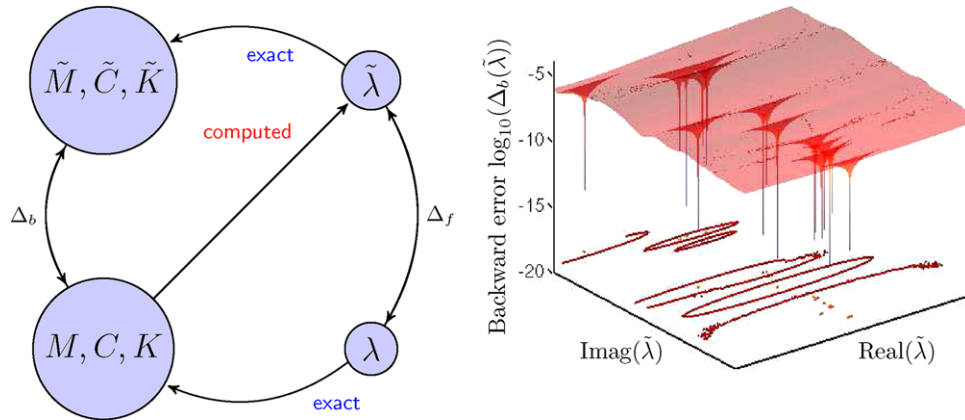 M̃, C̃, K̃
exact
λ̃
computed
Δ_b
Δ_f
M, C, K
λ
exact
Backward error log₁₀(Δ_b(λ̃))
-5
-10
-15
-20
Imag(λ̃)
Real(λ̃)